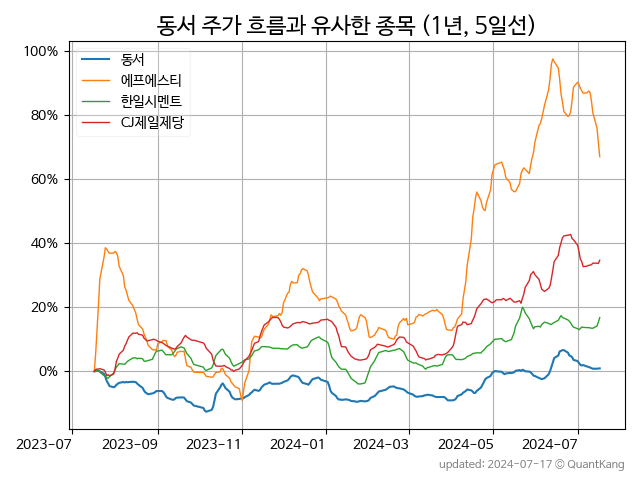 동서 주가 흐름과 유사한 종목 (1년, 5일선)
100%
80%
60%
40%
20%
0%
동서
에프에스티
한일시멘트
CJ제일제당
2023-07
2023-09
2023-11
2024-01
2024-03
2024-05
2024-07
updated: 2024-07-17 © QuantKang